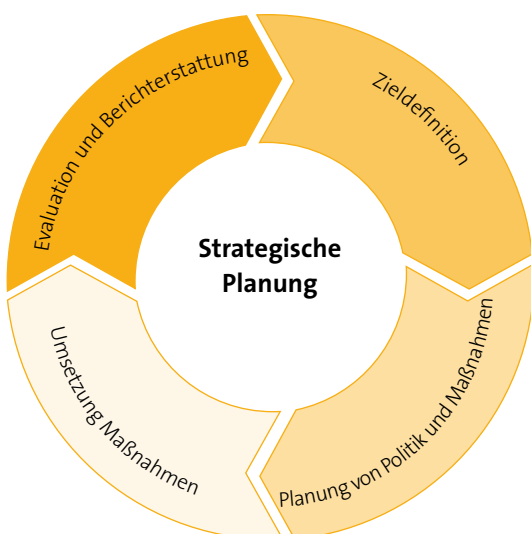 Evaluation und Berichterstattung
Zieldefinition
Strategische
Planung
Planung von Politik und Maßnahmen
Umsetzung Maßnahmen